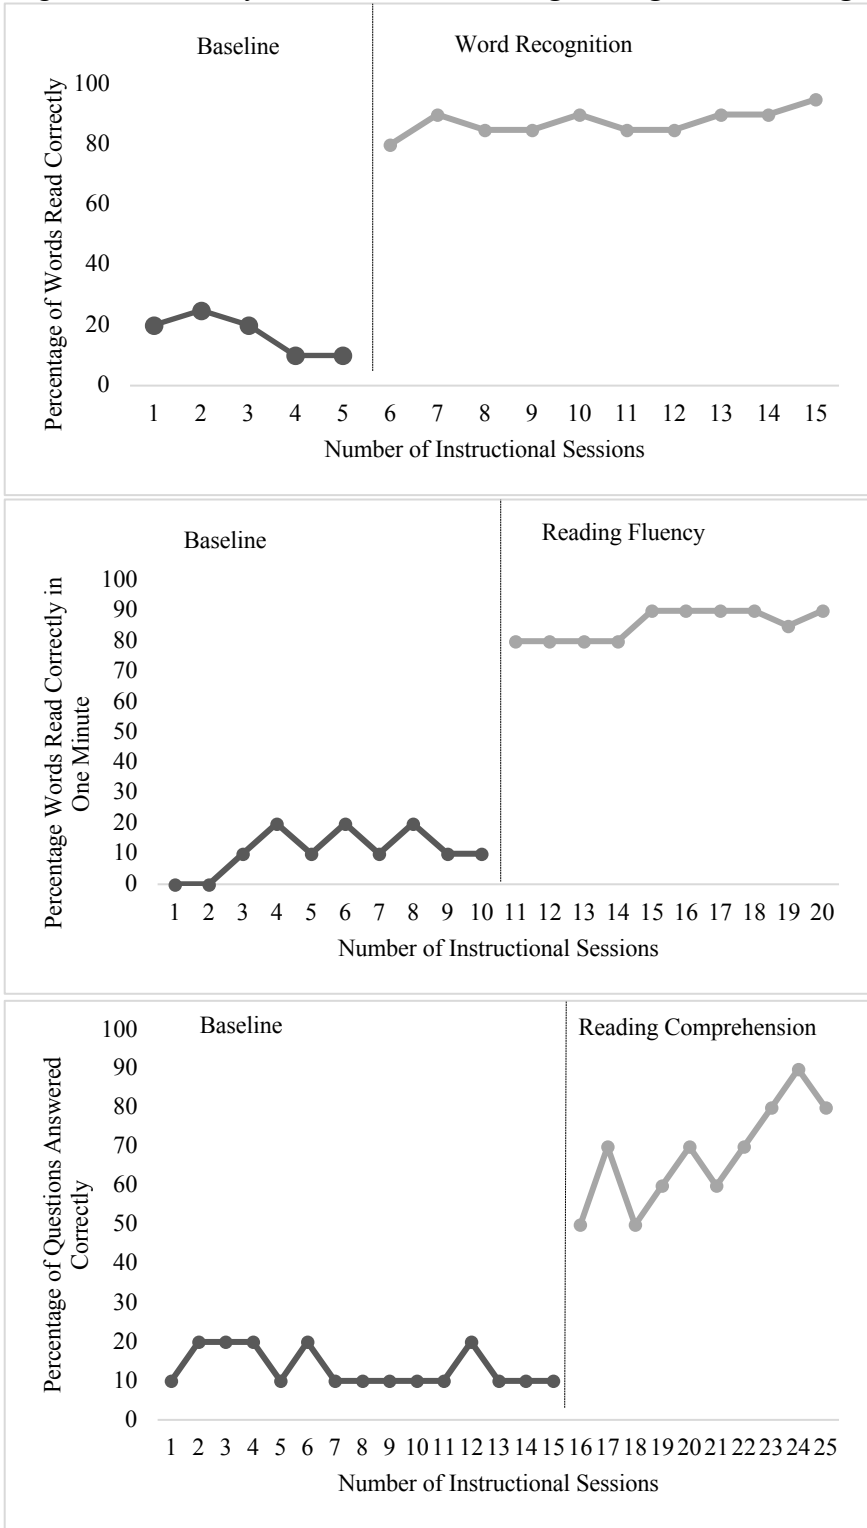 Baseline
Word Recognition
Percentage of Words Read Correctly
100
80
60
40
20
0
1 2 3 4 5 6 7 8 9 10 11 12 13 14 15
Number of Instructional Sessions
Baseline
Reading Fluency
Percentage Words Read Correctly in
One Minute
100
90
80
70
60
50
40
30
20
10
0
1 2 3 4 5 6 7 8 9 10 11 12 13 14 15 16 17 18 19 20
Number of Instructional Sessions
Baseline
Reading Comprehension
Percentage of Questions Answered
Correctly
100
90
80
70
60
50
40
30
20
10
0
1 2 3 4 5 6 7 8 9 10 11 12 13 14 15 16 17 18 19 20 21 22 23 24 25
Number of Instructional Sessions